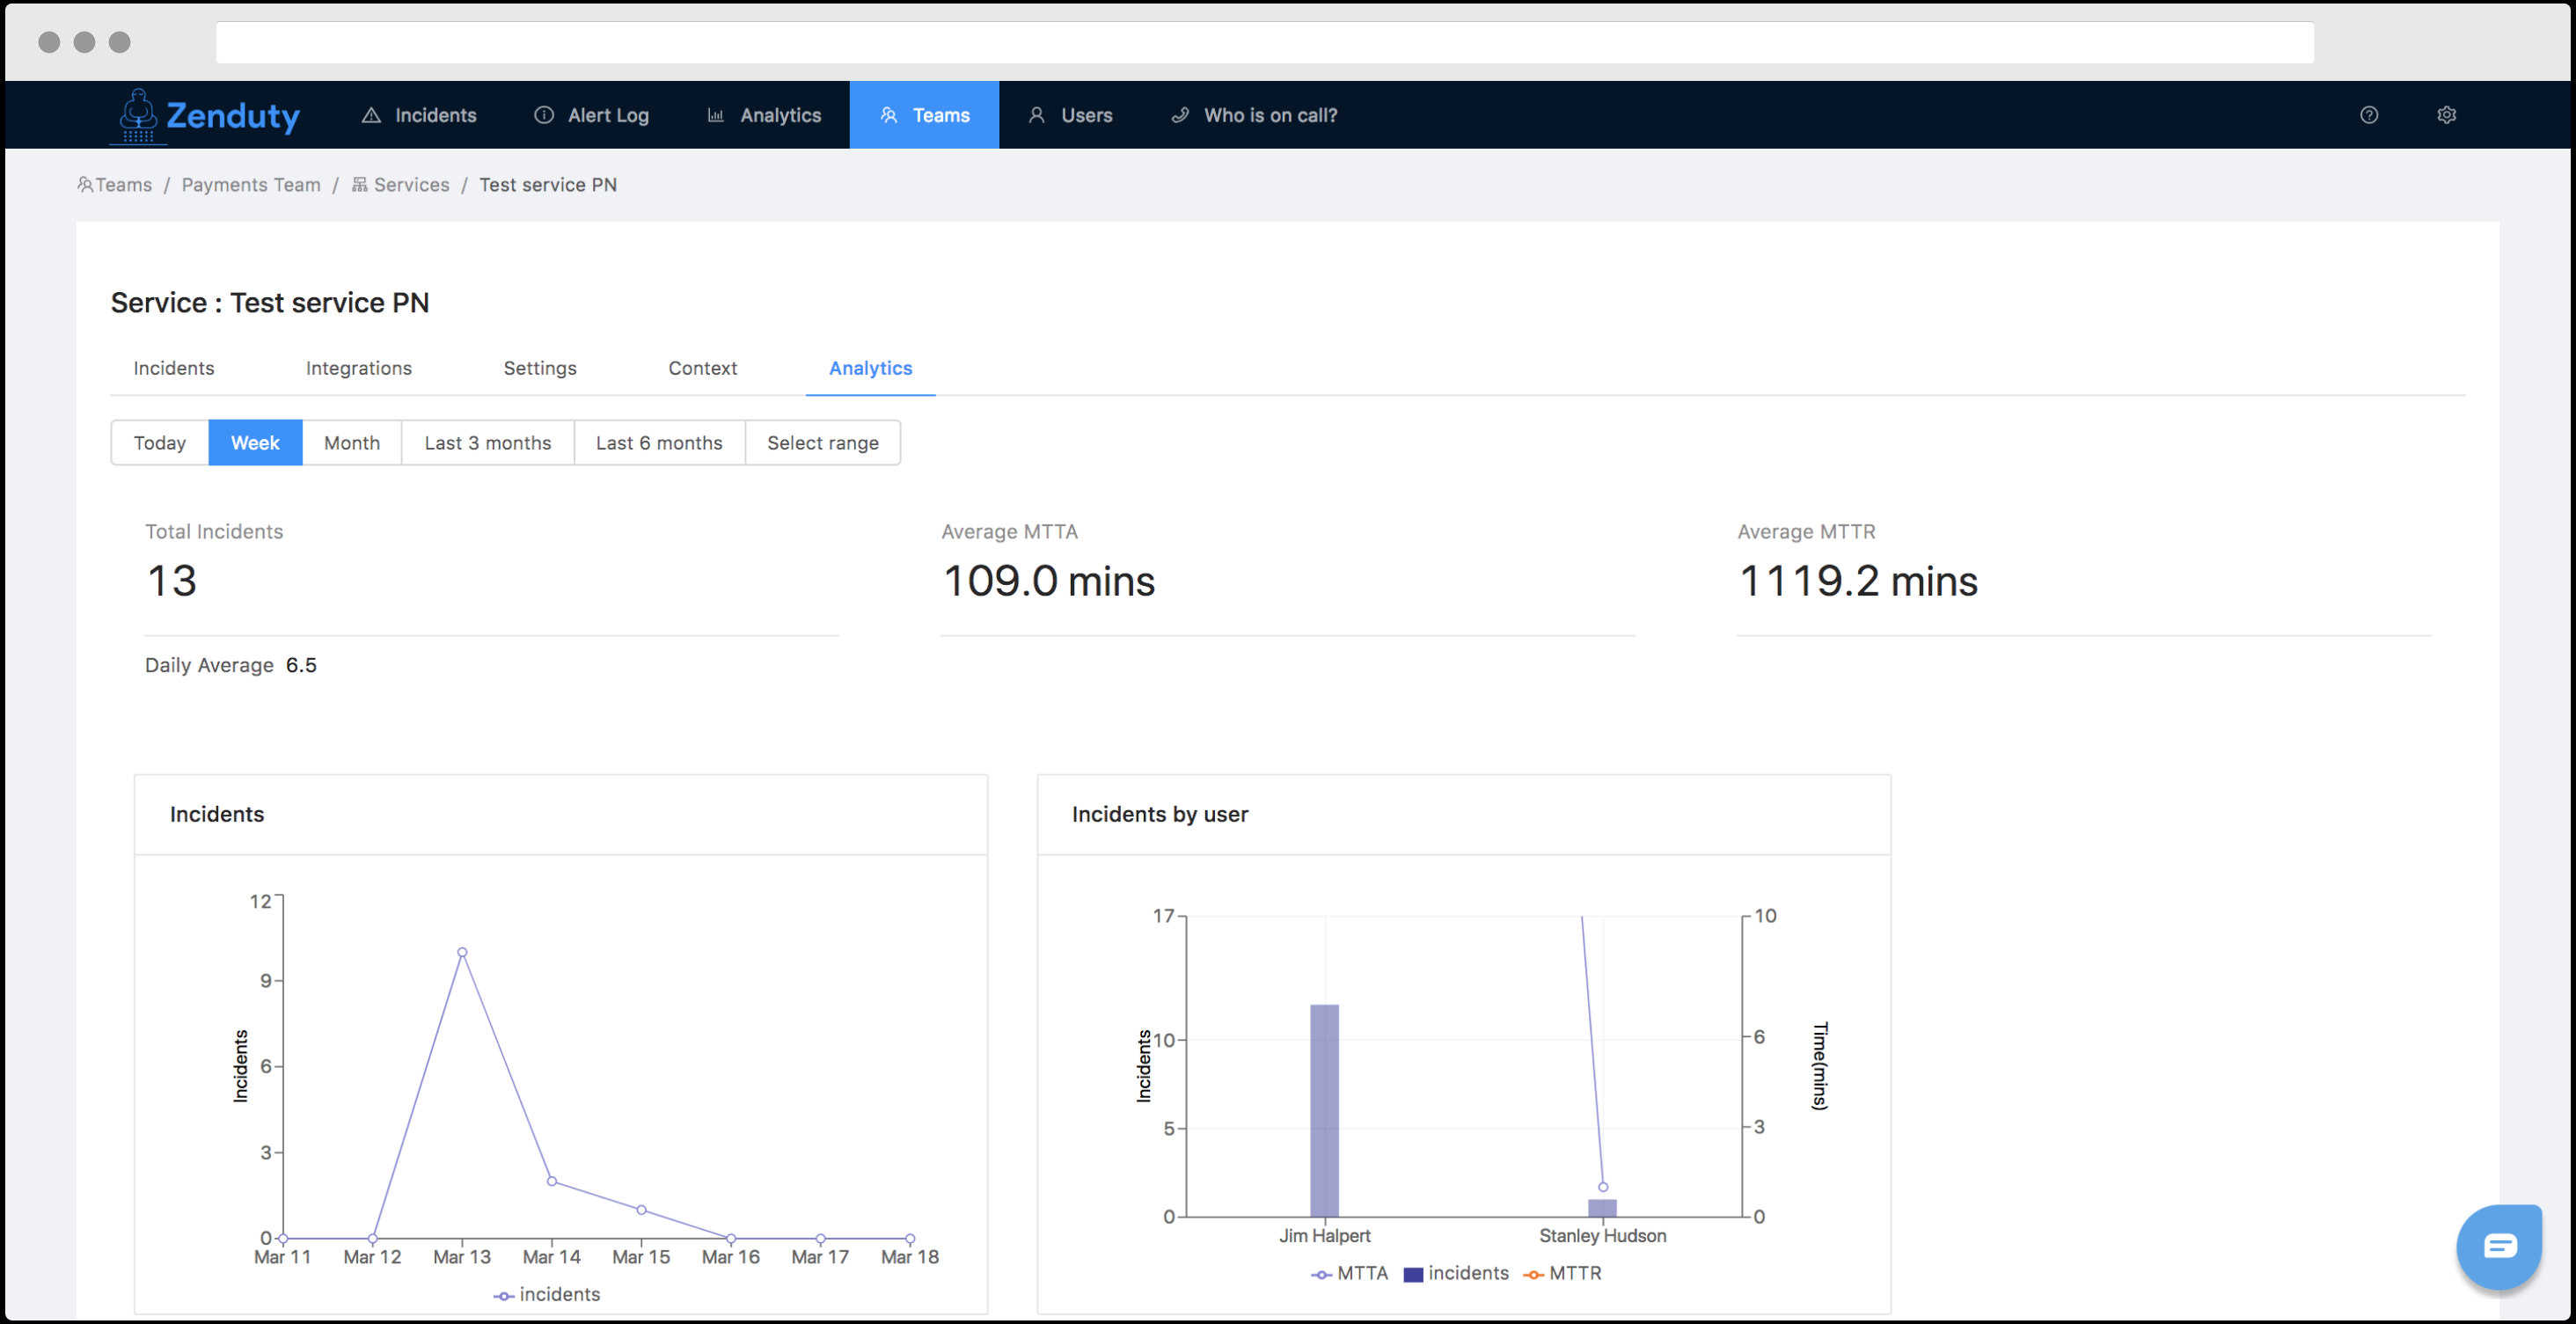 Zenduty Incidents Alert Log Analytics Teams Users Who is on call?
Teams / Payments Team / Services / Test service PN
Service : Test service PN
Incidents Integrations Settings Context Analytics
Today Week Month Last 3 months Last 6 months Select range
Total Incidents
13
Daily Average 6.5
Average MTTA
109.0 mins
Average MTTR
1119.2 mins
Incidents
12
9
6
3
0
Incidents
Mar 11 Mar 12 Mar 13 Mar 14 Mar 15 Mar 16 Mar 17 Mar 18
incidents
Incidents by user
17
10
5
0
Incidents
10
6
3
0
Time(mins)
Jim Halpert Stanley Hudson
MTTA incidents MTTR